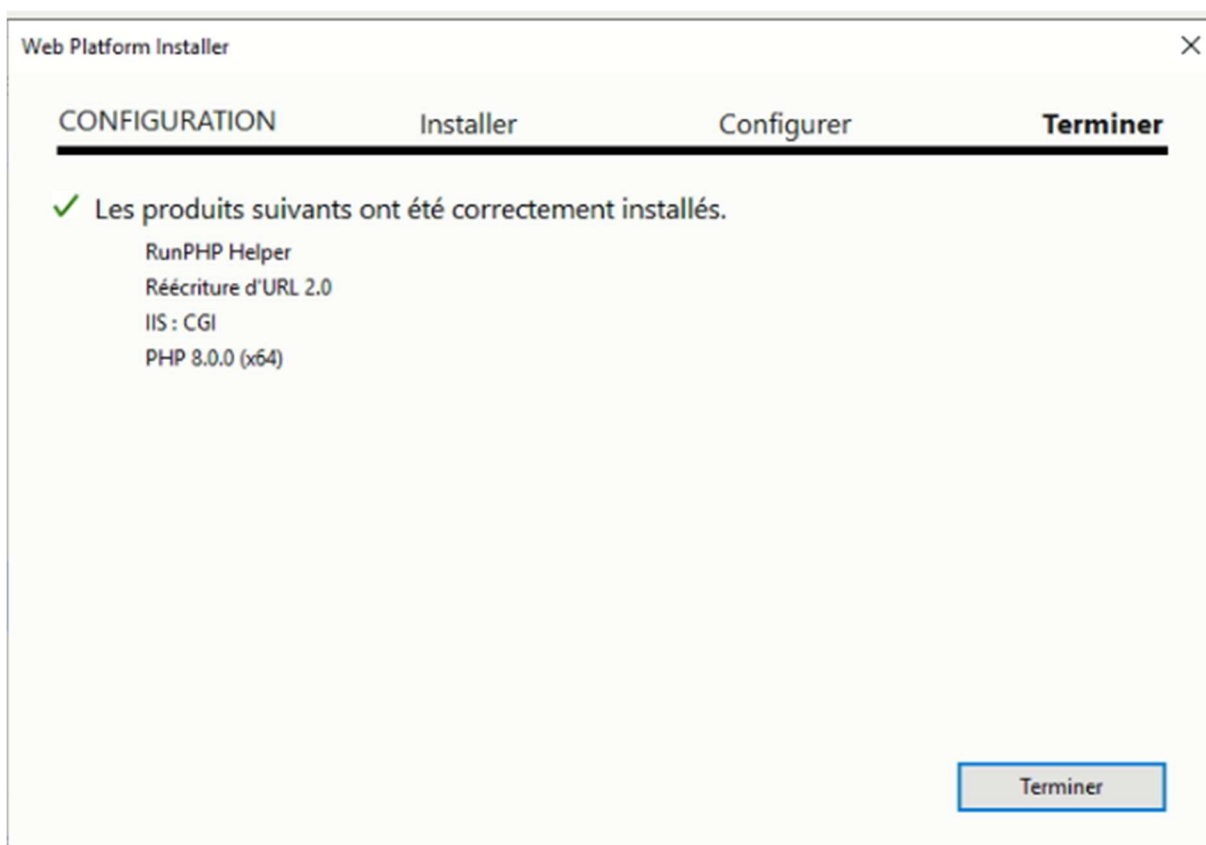 Web Platform Installer
CONFIGURATION Installer Configurer Terminer
Les produits suivants ont été correctement installés.
RunPHP Helper
Réécriture d'URL 2.0
IIS : CGI
PHP 8.0.0 (x64)
Terminer